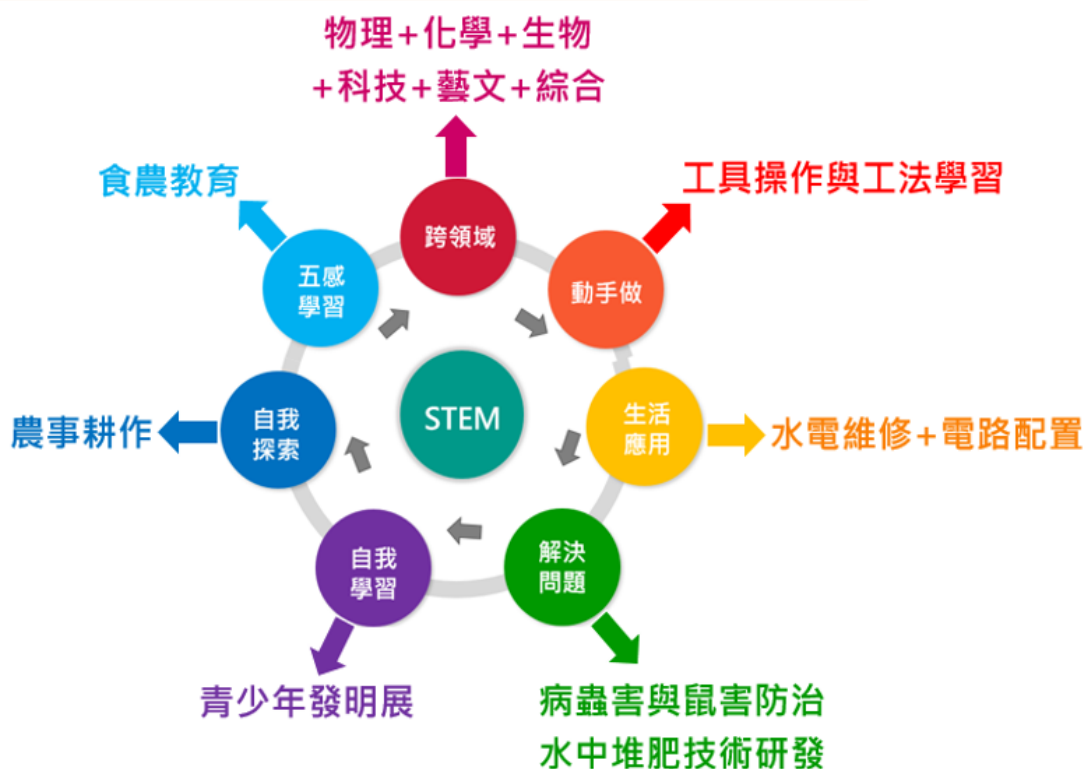 物理+化學+生物
+科技+藝文+綜合
跨領域
工具操作與工法學習
動手做
生活
應用
水電維修+電路配置
解決
問題
病蟲害與鼠害防治
水中堆肥技術研發
自我
學習
青少年發明展
自我
探索
農事耕作
五感
學習
食農教育
STEM